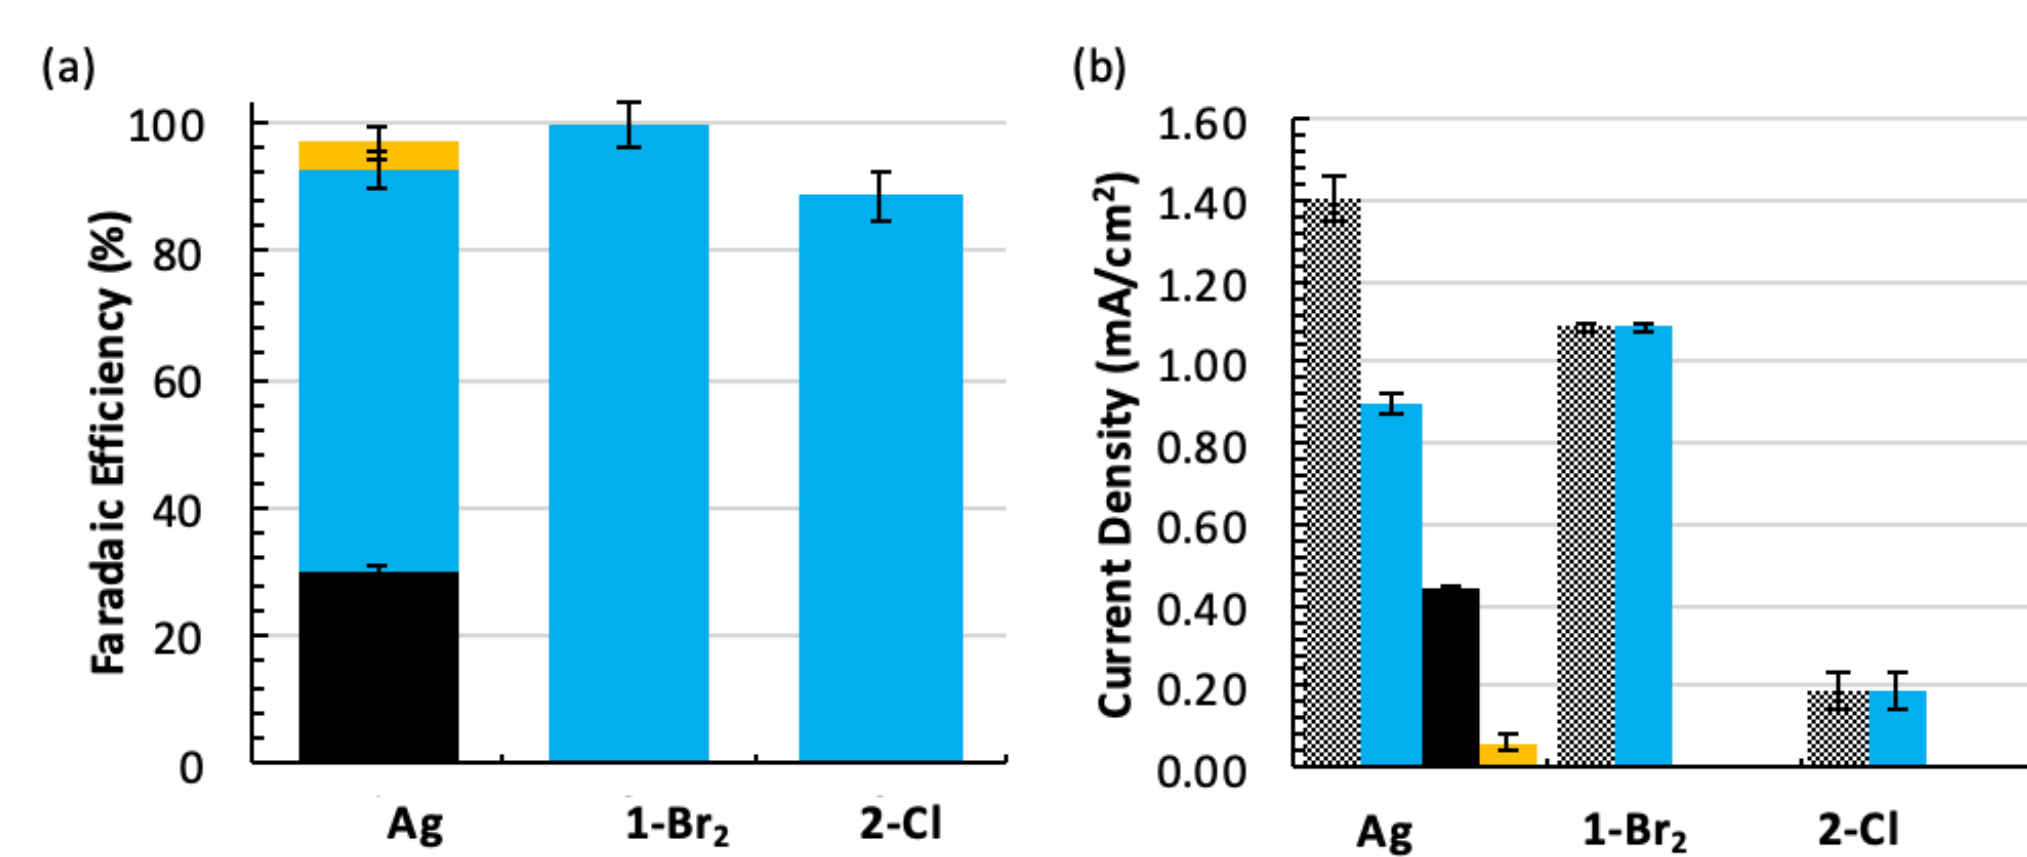 (a)
Faradaic Efficiency (%)
100
80
60
40
20
0
Ag
1-Br₂
2-Cl
(b)
Current Density (mA/cm²)
1.60
1.40
1.20
1.00
0.80
0.60
0.40
0.20
0.00
Ag
1-Br₂
2-Cl